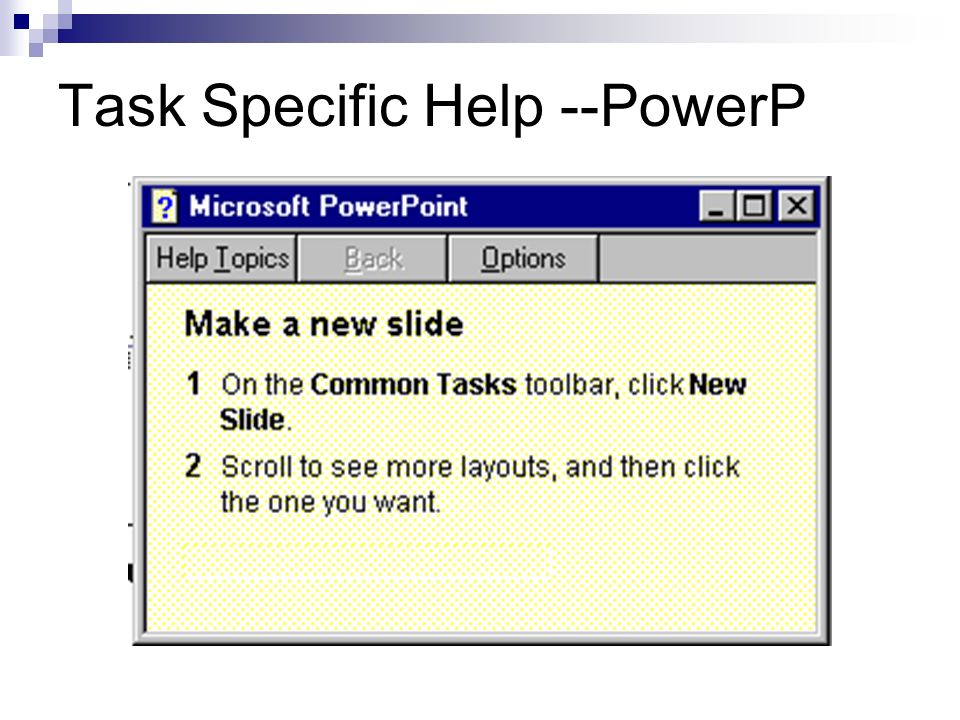 Task Specific Help --PowerP
? Microsoft PowerPoint
Help Topics Back Options
Make a new slide
1 On the Common Tasks toolbar, click New
Slide.
2 Scroll to see more layouts, and then click
the one you want.